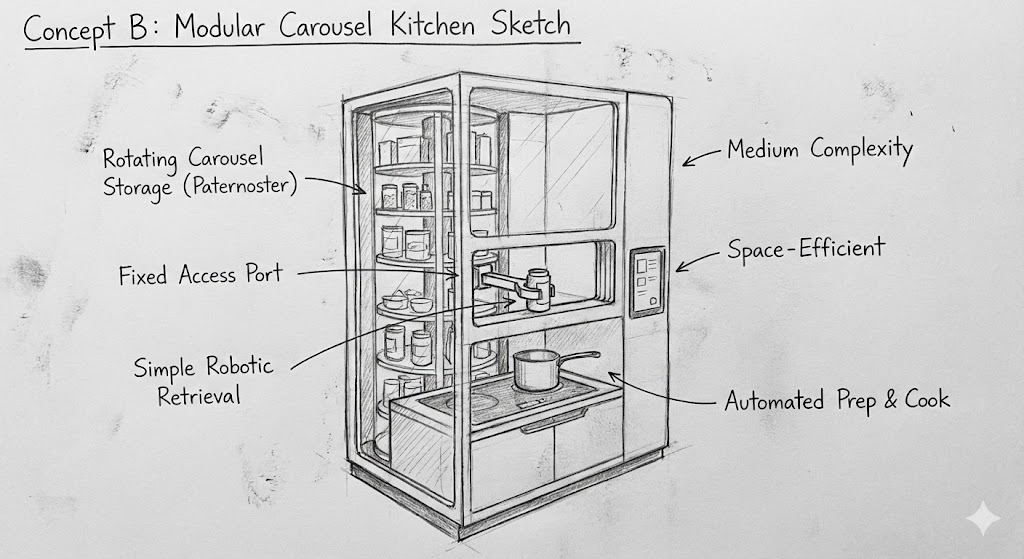 Concept B: Modular Carousel Kitchen Sketch
Rotating Carousel
Storage (Paternoster)
Fixed Access Port
Simple Robotic
Retrieval
Medium Complexity
Space-Efficient
Automated Prep & Cook